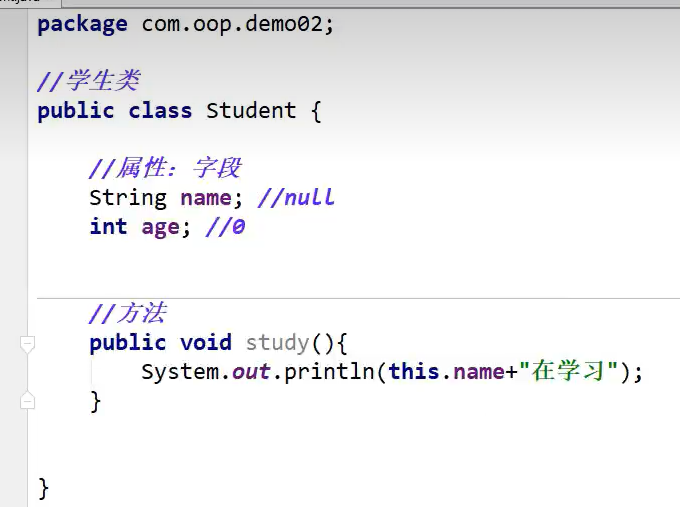 package com.oop.demo02;
//学生类
public class Student {
//属性：字段
String name; //null
int age; //0
//方法
public void study(){
System.out.println(this.name+"在学习");
}
}